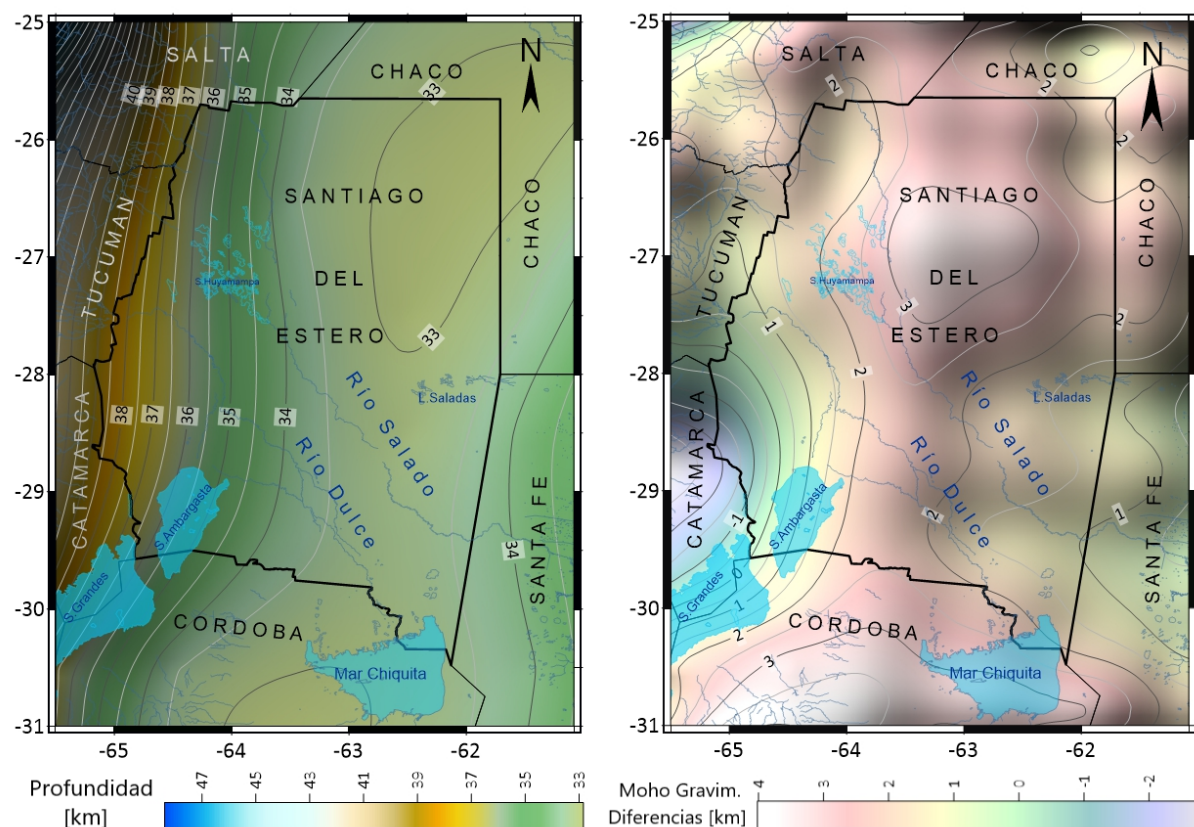 -25
-26
-27
-28
-29
-30
-31
-65
-64
-63
-62
SALTA
CHACO
N
40
39
38
37
36
35
34
33
SANTIAGO
DEL
ESTERO
CHACO
TUCUMAN
S.Huyamampa
33
Río Salado
L.Saladas
38
37
36
35
34
Río Dulce
CATAMARCA
S.Ambargasta
S.Grandes
34
SANTA FE
CORDOBA
Mar Chiquita
Profundidad
[km]
47
45
43
41
39
37
35
33
-25
-26
-27
-28
-29
-30
-31
-65
-64
-63
-62
SALTA
CHACO
N
2
2
2
SANTIAGO
DEL
ESTERO
CHACO
TUCUMAN
S.Huyamampa
3
1
2
2
Río Salado
L.Saladas
Río Dulce
2
1
CATAMARCA
-1
S.Ambargasta
S.Grandes
0
1
2
3
SANTA FE
CORDOBA
Mar Chiquita
Moho Gravim.
Diferencias [km]
4
3
2
1
0
-1
-2